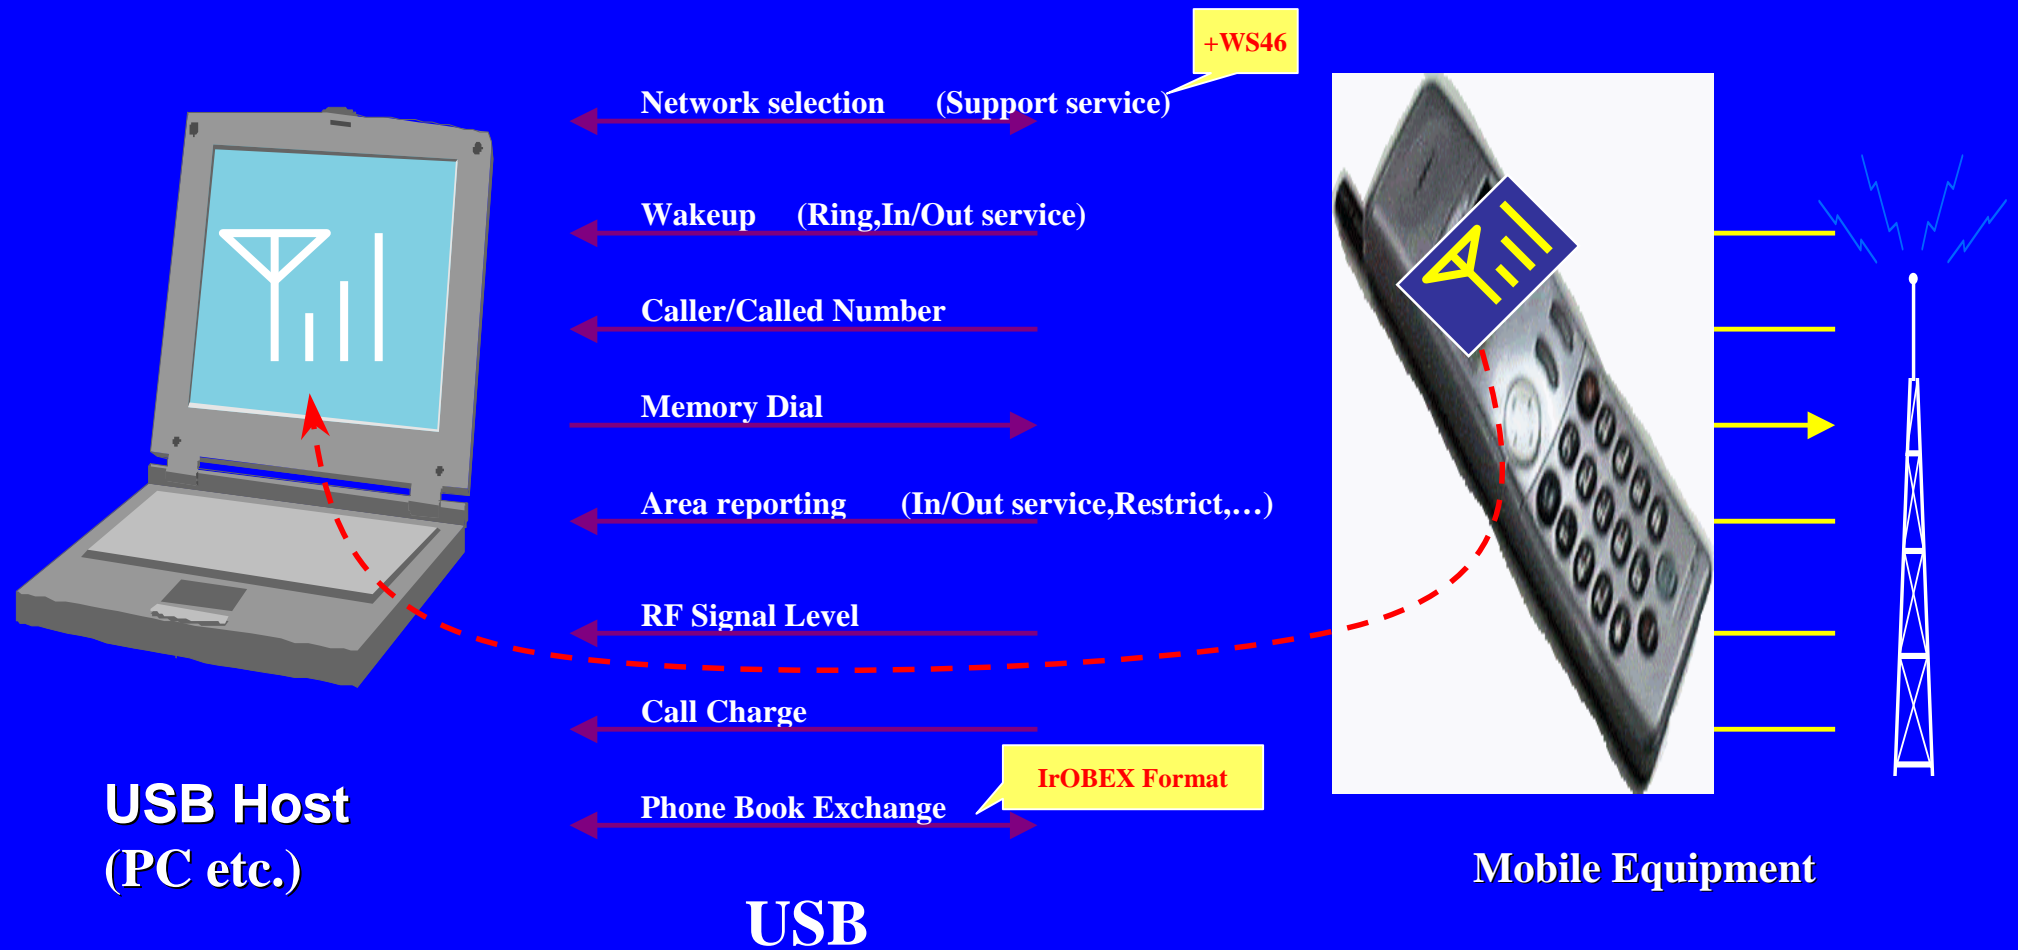 +WS46
Network selection (Support service)
Wakeup (Ring,In/Out service)
Caller/Called Number
Memory Dial
Area reporting (In/Out service,Restrict,…)
RF Signal Level
Call Charge
IrOBEX Format
Phone Book Exchange
USB Host
(PC etc.)
Mobile Equipment
USB